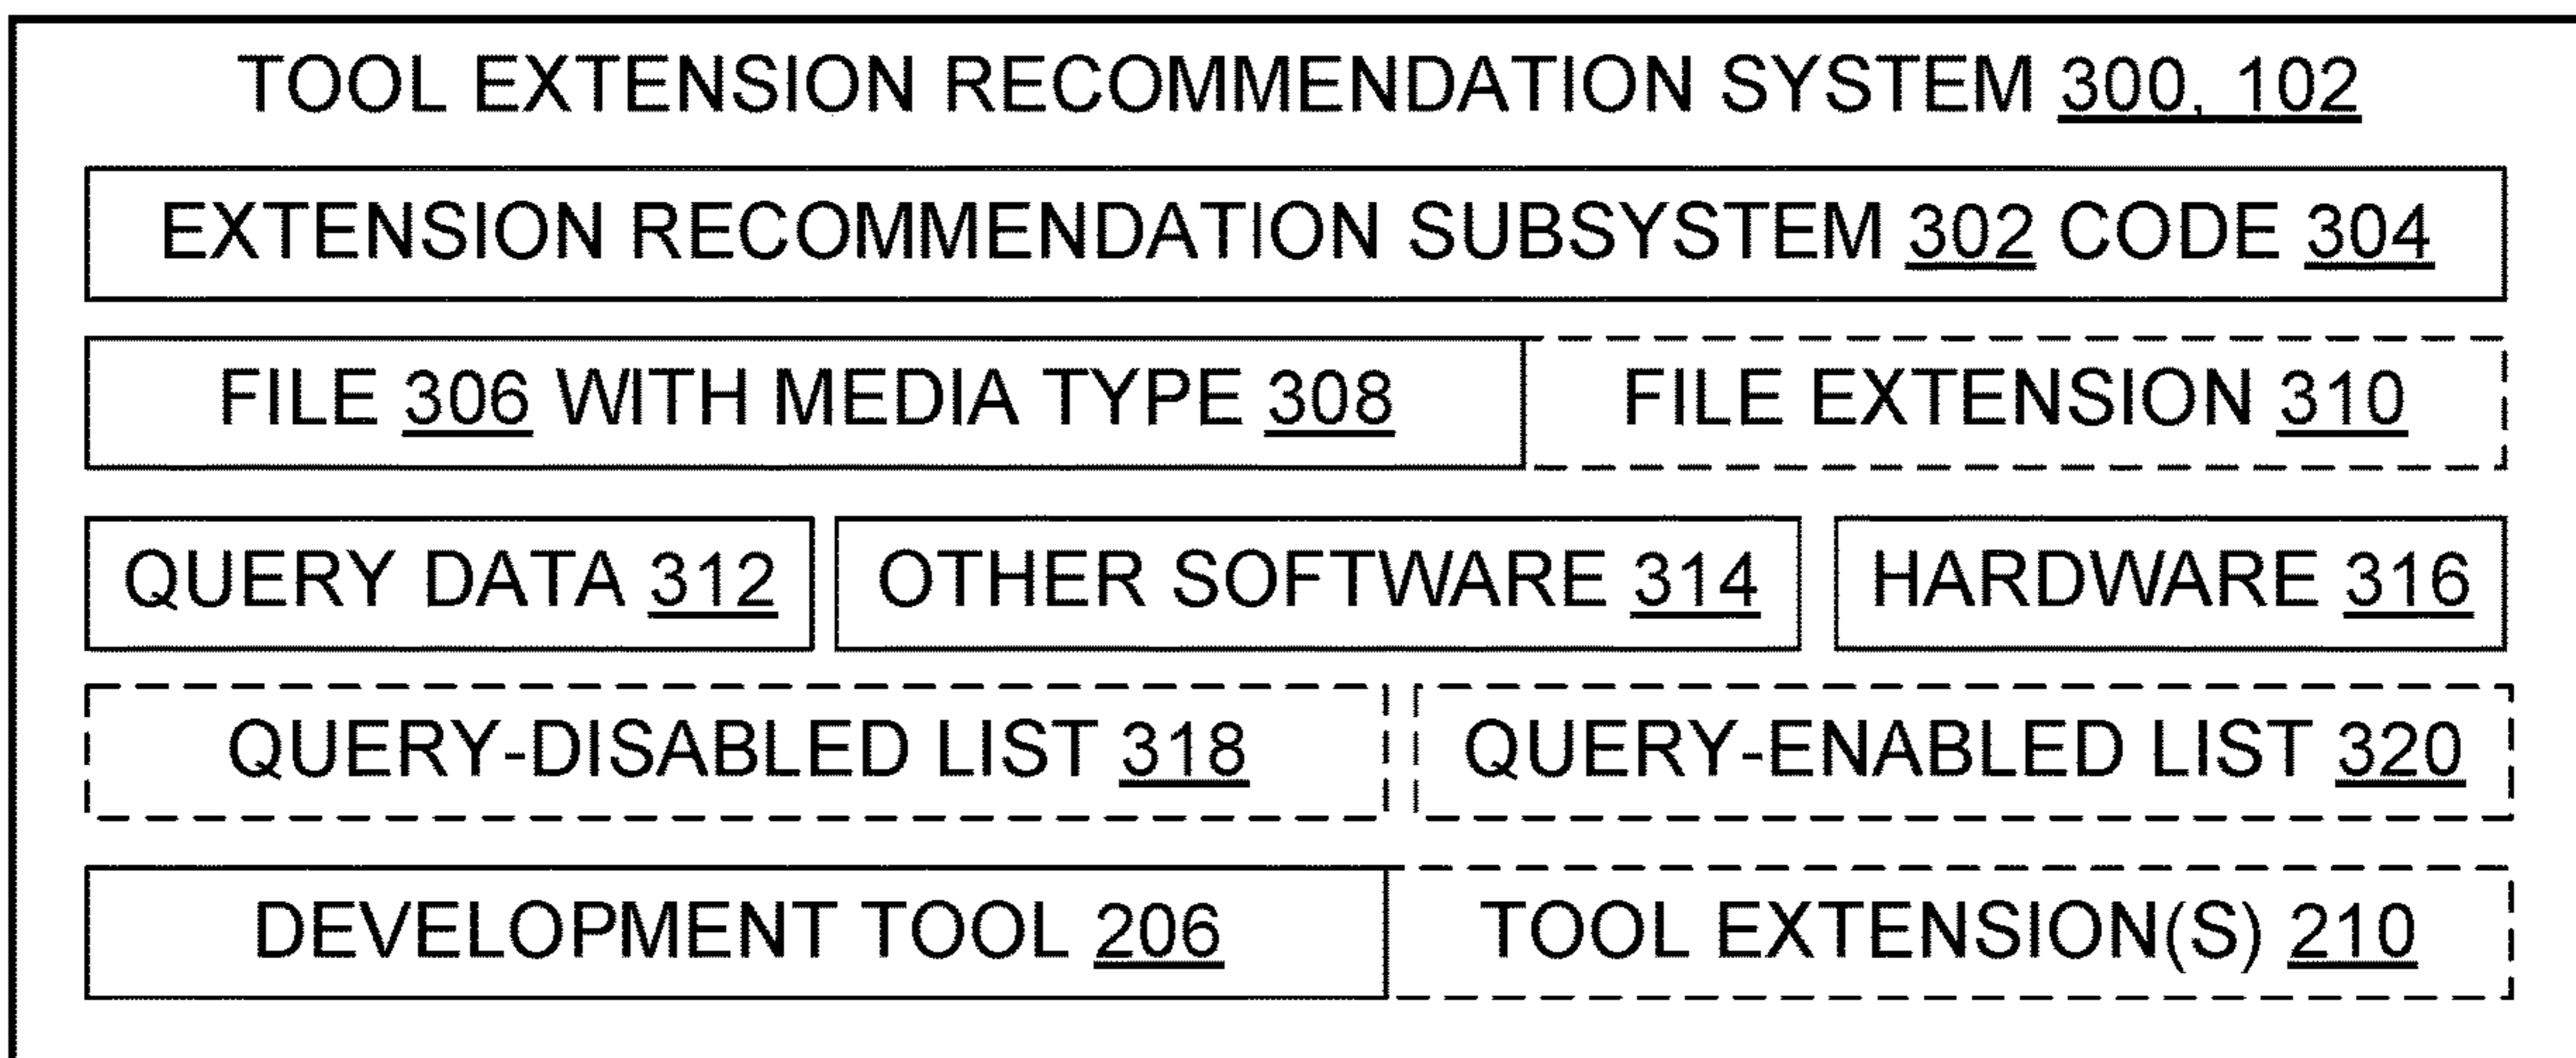 TOOL EXTENSION RECOMMENDATION SYSTEM 300, 102
EXTENSION RECOMMENDATION SUBSYSTEM 302 CODE 304
FILE 306 WITH MEDIA TYPE 308 FILE EXTENSION 310
QUERY DATA 312 OTHER SOFTWARE 314 HARDWARE 316
QUERY-DISABLED LIST 318 QUERY-ENABLED LIST 320
DEVELOPMENT TOOL 206 TOOL EXTENSION(S) 210